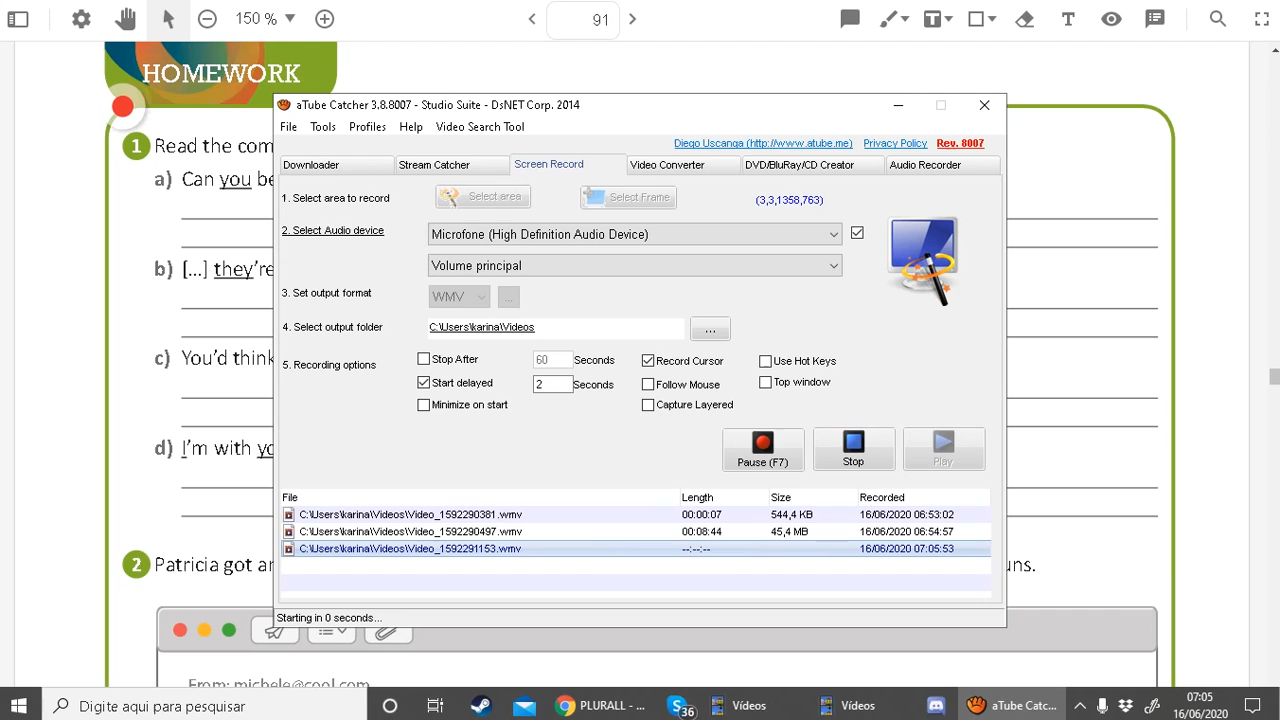 150 %
91
HOMEWORK
aTube Catcher 3.8.8007 - Studio Suite - DsNET Corp. 2014
File Tools Profiles Help Video Search Tool
Diego Uscanga (http://www.atube.me) Privacy Policy Rev. 8007
Downloader Stream Catcher Screen Record Video Converter DVD/BluRay/CD Creator Audio Recorder
1. Select area to record Select area Select Frame (3,3,1358,763)
2. Select Audio device Microfone (High Definition Audio Device)
Volume principal
3. Set output format WMV ...
4. Select output folder C:\Users\karina\Videos ...
5. Recording options
Stop After 60 Seconds Record Cursor Use Hot Keys
Start delayed 2 Seconds Follow Mouse Top window
Minimize on start Capture Layered
Pause (F7) Stop Play
File Length Size Recorded
C:\Users\karina\Videos\Video_1592290381.wmv 00:00:07 544,4 KB 16/06/2020 06:53:02
C:\Users\karina\Videos\Video_1592290497.wmv 00:08:44 45,4 MB 16/06/2020 06:54:57
C:\Users\karina\Videos\Video_1592291153.wmv --:--:-- 16/06/2020 07:05:53
Starting in 0 seconds...
1 Read the com
a) Can you be
b) [...] they're
c) You'd think
d) I'm with yo
2 Patricia got an
uns.
From: michele@cool.com
Digite aqui para pesquisar
PLURALL - ...
36
Vídeos
Vídeos
aTube Catc...
07:05
16/06/2020